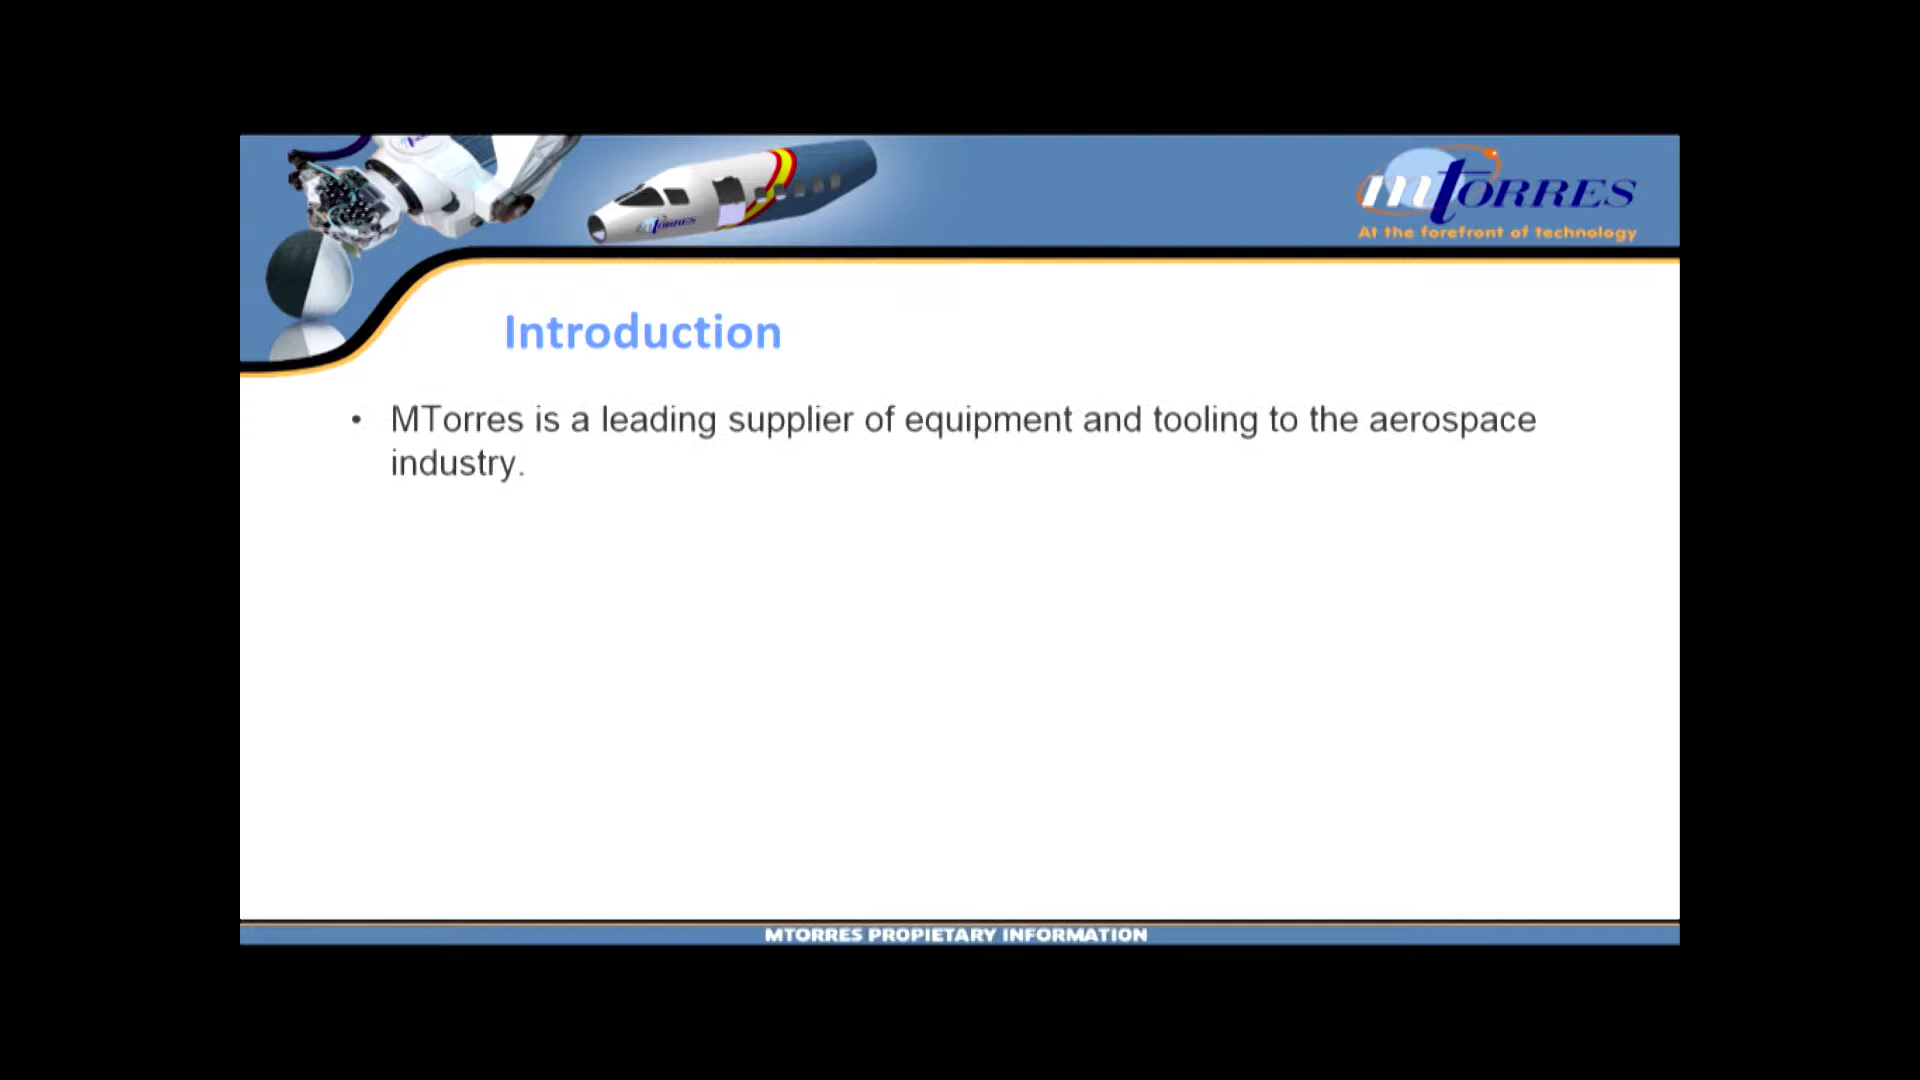 mTORRES
At the forefront of technology
mTORRES
Introduction
• MTorres is a leading supplier of equipment and tooling to the aerospace
industry.
MTORRES PROPIETARY INFORMATION